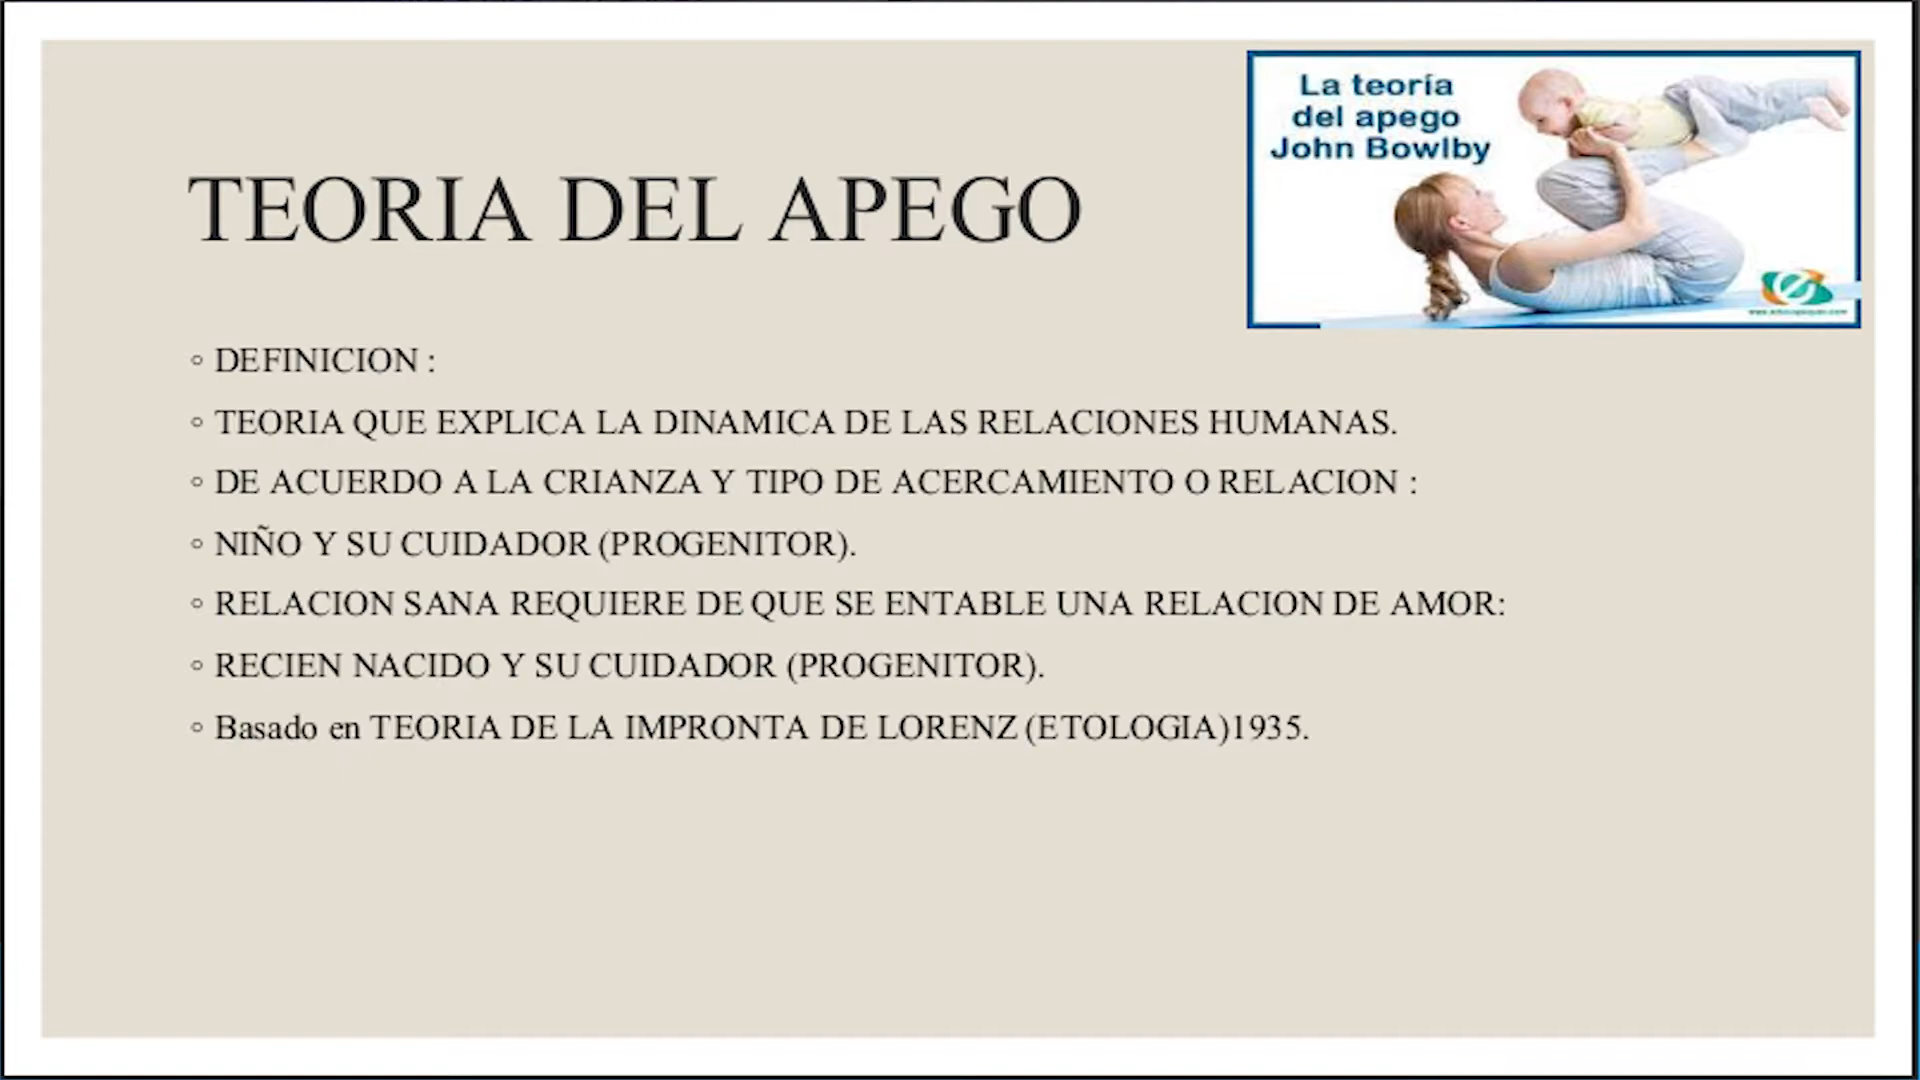 La teoría
del apego
John Bowlby
TEORIA DEL APEGO
DEFINICION :
TEORIA QUE EXPLICA LA DINAMICA DE LAS RELACIONES HUMANAS.
DE ACUERDO A LA CRIANZA Y TIPO DE ACERCAMIENTO O RELACION :
NIÑO Y SU CUIDADOR (PROGENITOR).
RELACION SANA REQUIERE DE QUE SE ENTABLE UNA RELACION DE AMOR:
RECIEN NACIDO Y SU CUIDADOR (PROGENITOR).
Basado en TEORIA DE LA IMPRONTA DE LORENZ (ETOLOGIA)1935.